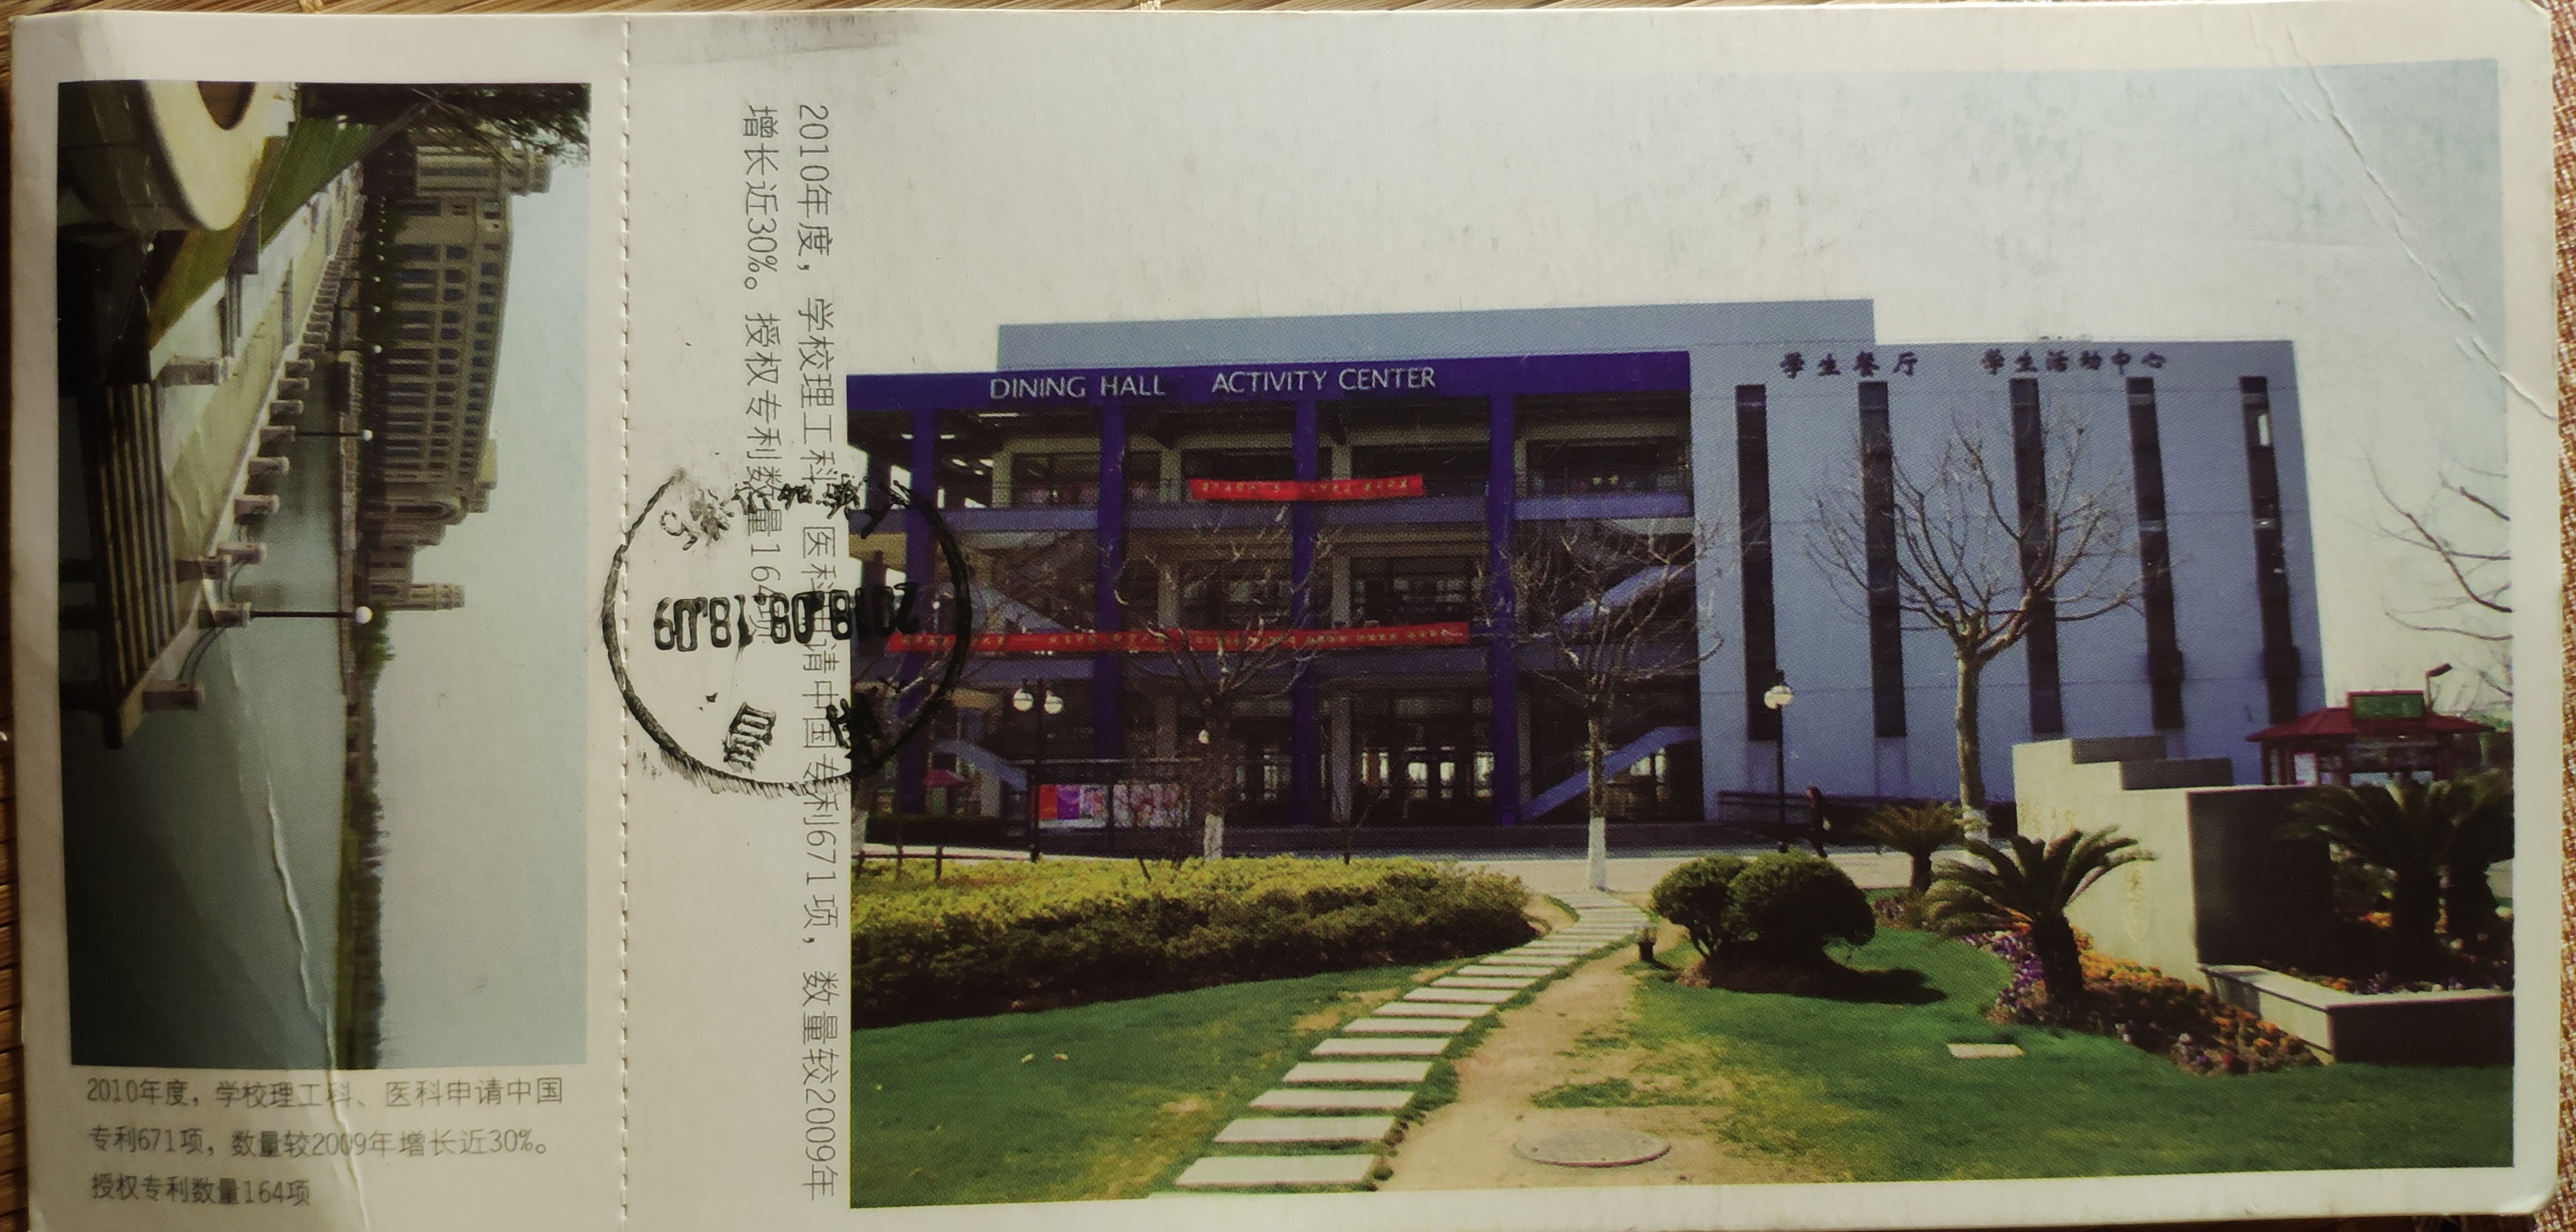 2010年度，学校理工科、医科申请中国
专利671项，数量较2009年增长近30%。
授权专利数量164项
2010年度，学校理工科、医科申请中国专利671项，数量较2009年
增长近30%。授权专利数量164项
2018.09.18.09
DINING HALL ACTIVITY CENTER
学生餐厅 学生活动中心